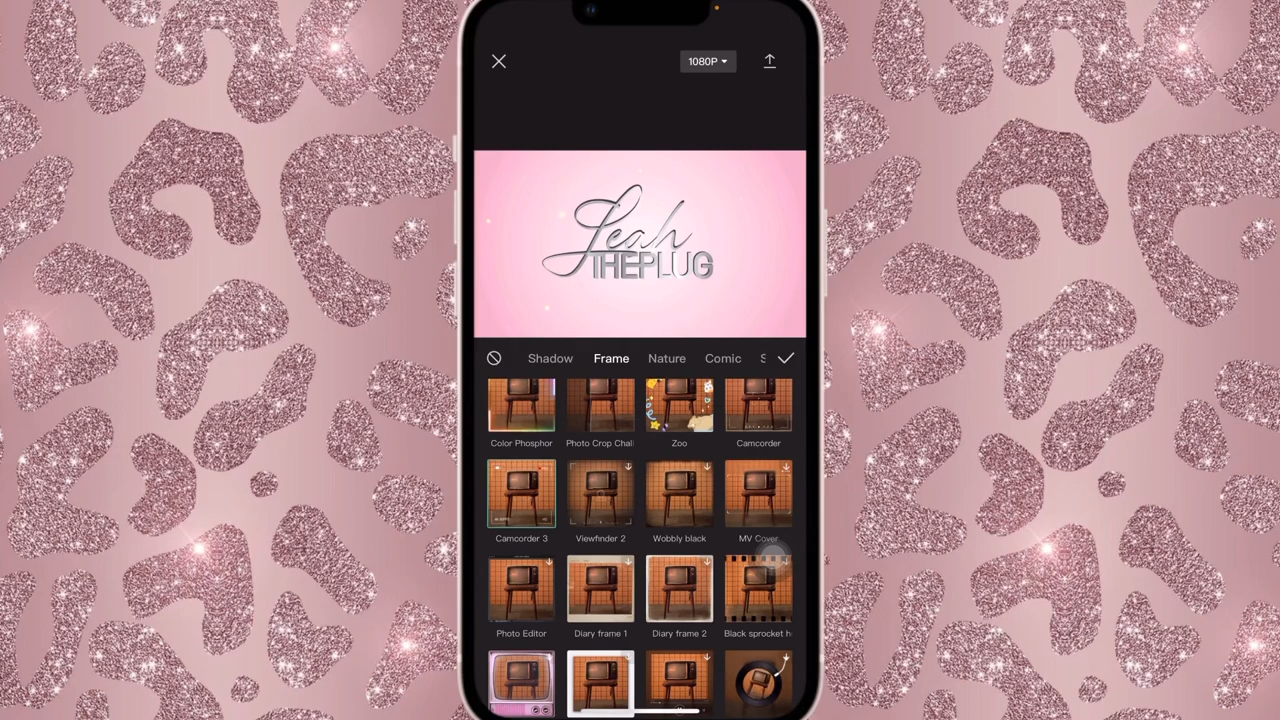 1080P
Leah
THEPLUG
Shadow Frame Nature Comic S
Color Phosphor Photo Crop Chall Zoo Camcorder
Camcorder 3 Viewfinder 2 Wobbly black MV Cover
Photo Editor Diary frame 1 Diary frame 2 Black sprocket h